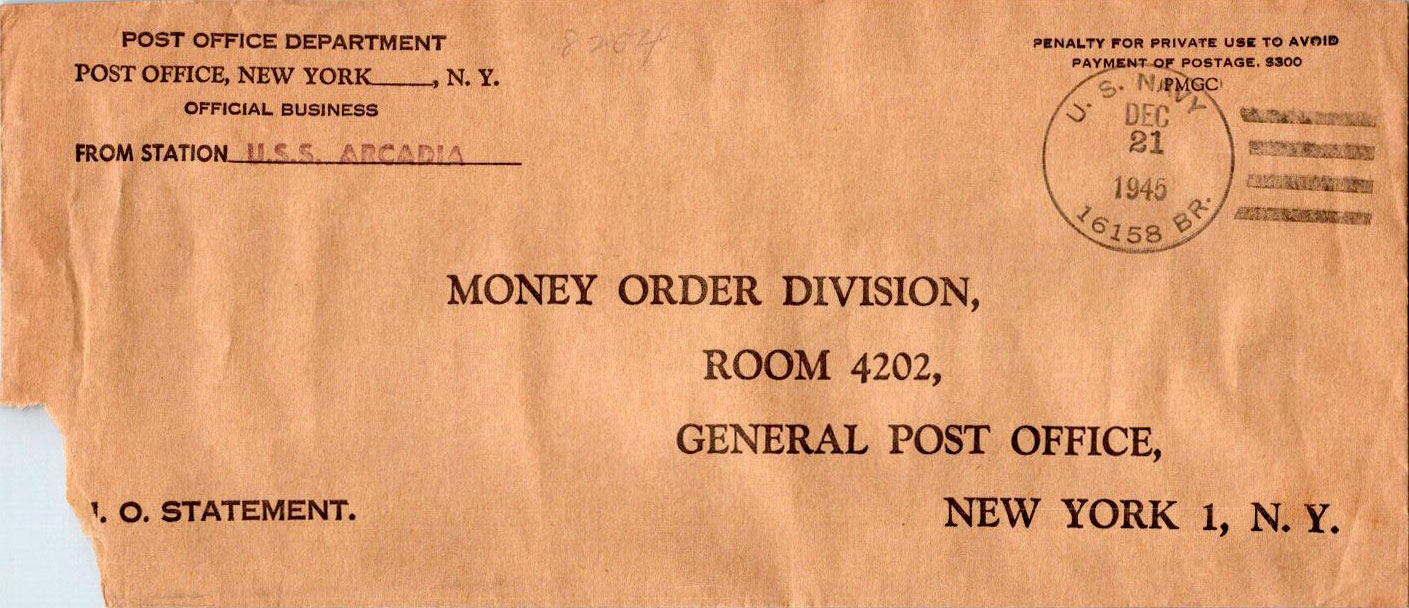 POST OFFICE DEPARTMENT
POST OFFICE, NEW YORK____, N. Y.
OFFICIAL BUSINESS
FROM STATION U.S.S. ARCADIA
PENALTY FOR PRIVATE USE TO AVOID
PAYMENT OF POSTAGE. $300
PMGC
U. S. NAVY
DEC
21
1945
16158 BR.
MONEY ORDER DIVISION,
ROOM 4202,
GENERAL POST OFFICE,
NEW YORK 1, N. Y.
. O. STATEMENT.